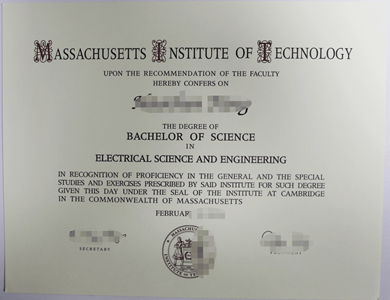 MASSACHUSETTS INSTITUTE OF TECHNOLOGY
UPON THE RECOMMENDATION OF THE FACULTY
HEREBY CONFERS ON
THE DEGREE OF
BACHELOR OF SCIENCE
IN
ELECTRICAL SCIENCE AND ENGINEERING
IN RECOGNITION OF PROFICIENCY IN THE GENERAL AND THE SPECIAL
STUDIES AND EXERCISES PRESCRIBED BY SAID INSTITUTE FOR SUCH DEGREE
GIVEN THIS DAY UNDER THE SEAL OF THE INSTITUTE AT CAMBRIDGE
IN THE COMMONWEALTH OF MASSACHUSETTS
FEBRUAR
SECRETARY